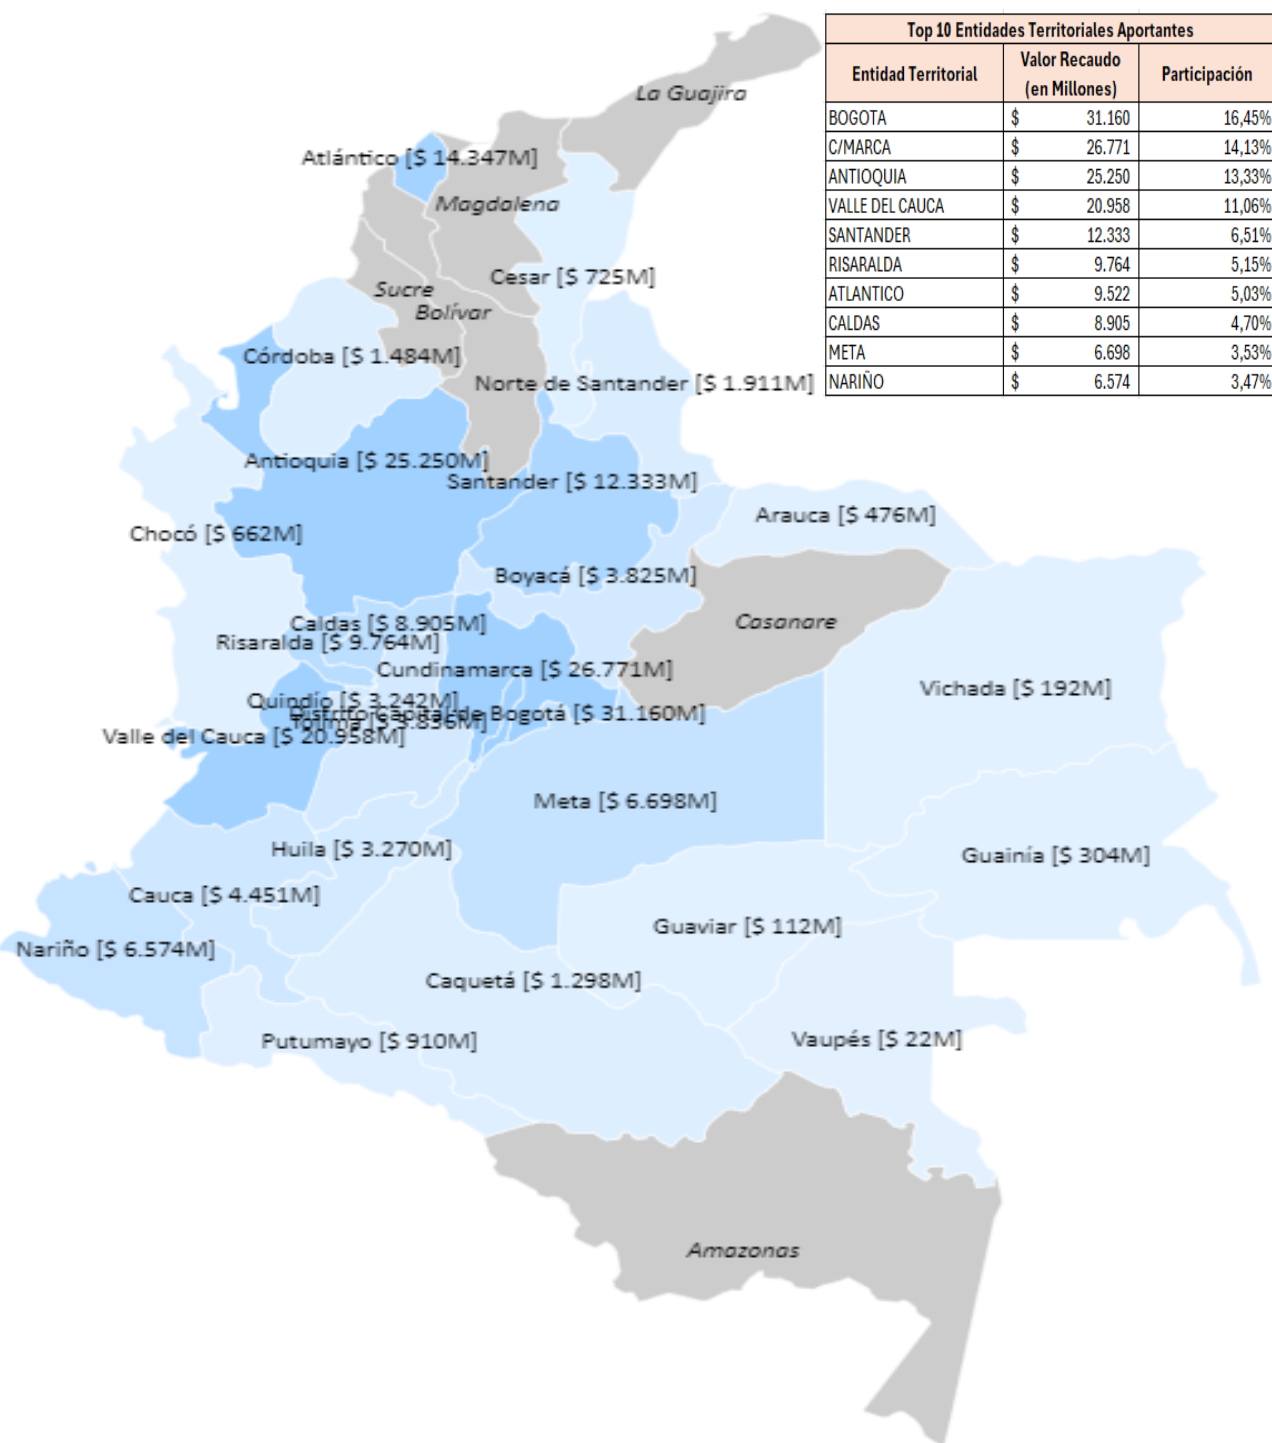 Top 10 Entidades Territoriales Aportantes
Entidad Territorial Valor Recaudo (en Millones) Participación
BOGOTA $ 31.160 16,45%
C/MARCA $ 26.771 14,13%
ANTIOQUIA $ 25.250 13,33%
VALLE DEL CAUCA $ 20.958 11,06%
SANTANDER $ 12.333 6,51%
RISARALDA $ 9.764 5,15%
ATLANTICO $ 9.522 5,03%
CALDAS $ 8.905 4,70%
META $ 6.698 3,53%
NARIÑO $ 6.574 3,47%
La Guajira
Atlántico [$ 14.347M]
Magdalena
Cesar [$ 725M]
Sucre
Bolívar
Córdoba [$ 1.484M]
Norte de Santander [$ 1.911M]
Antioquia [$ 25.250M]
Santander [$ 12.333M]
Arauca [$ 476M]
Chocó [$ 662M]
Boyacá [$ 3.825M]
Caldas [$ 8.905M]
Casanare
Risaralda [$ 9.764M]
Cundinamarca [$ 26.771M]
Vichada [$ 192M]
Quindío [$ 3.242M]
Distrito Capital de Bogotá [$ 31.160M]
Valle del Cauca [$ 20.958M]
Meta [$ 6.698M]
Huila [$ 3.270M]
Guainía [$ 304M]
Cauca [$ 4.451M]
Guaviar [$ 112M]
Nariño [$ 6.574M]
Caquetá [$ 1.298M]
Putumayo [$ 910M]
Vaupés [$ 22M]
Amazonas